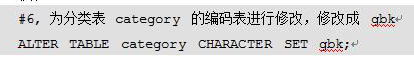 #6, 为分类表 category 的编码表进行修改, 修改成 gbk
ALTER TABLE category CHARACTER SET gbk;